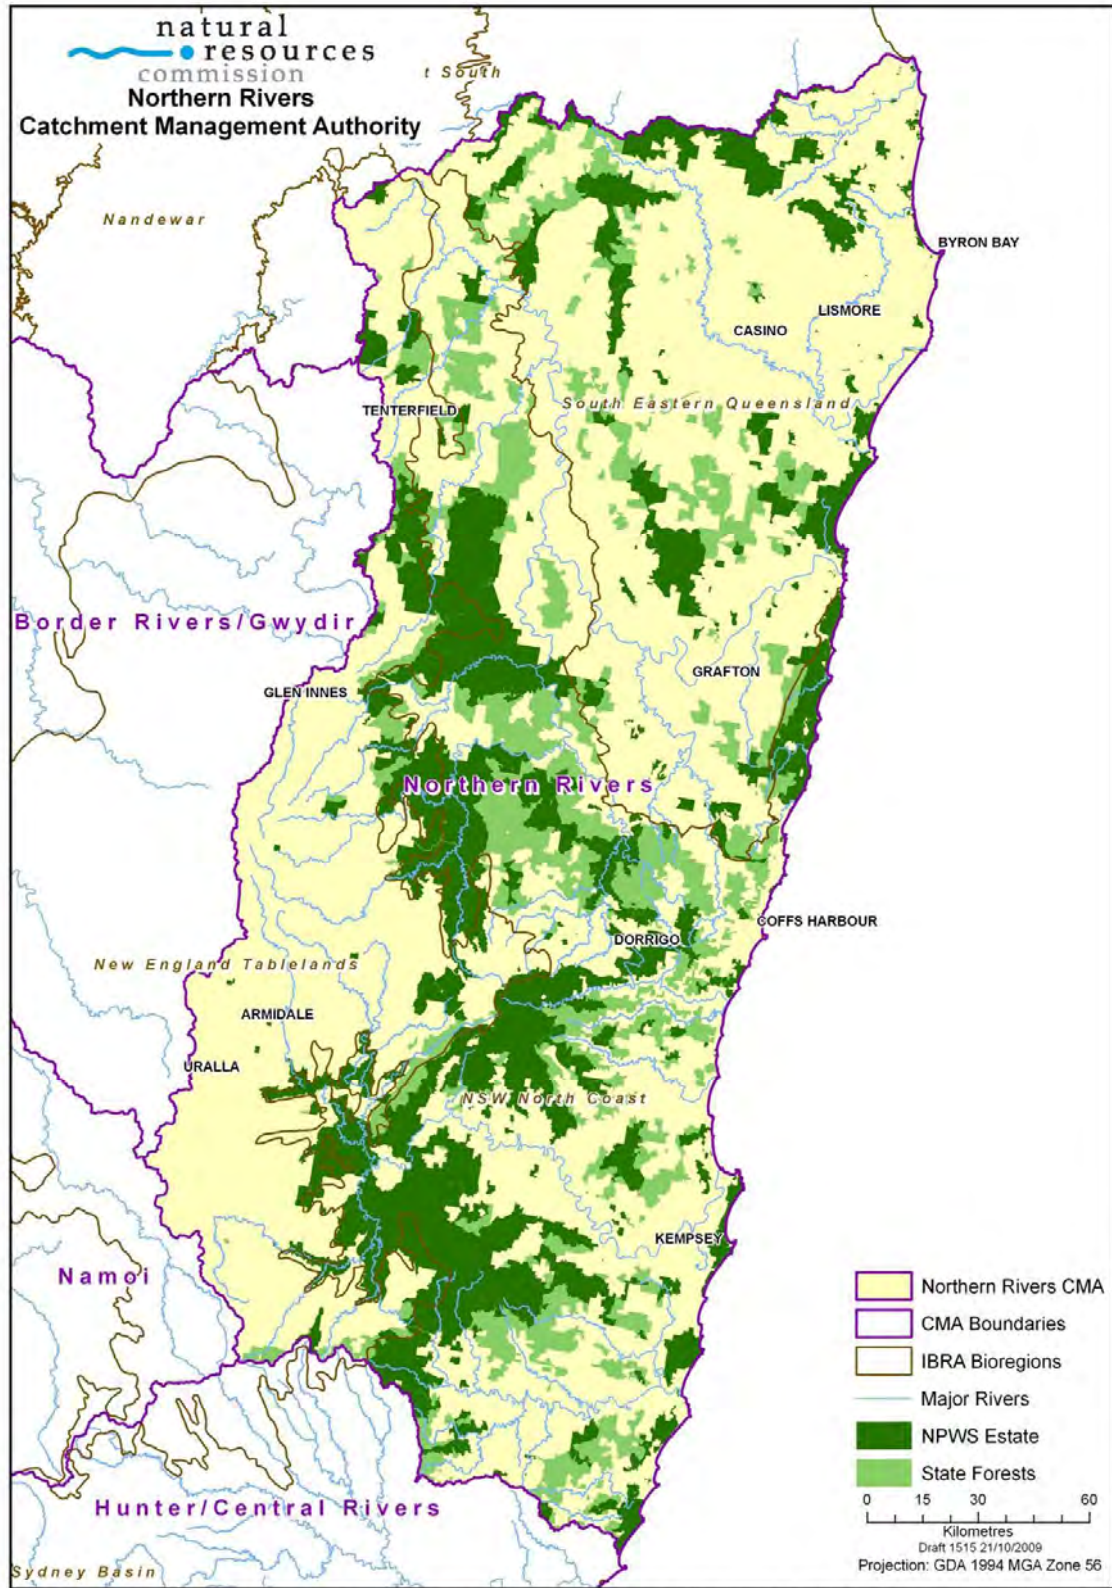 natural
resources
commission
Northern Rivers
Catchment Management Authority
t South
Nandewar
BYRON BAY
LISMORE
CASINO
South Eastern Queensland
TENTERFIELD
Border Rivers/Gwydir
GRAFTON
GLEN INNES
Northern Rivers
COFFS HARBOUR
DORRIGO
New England Tablelands
ARMIDALE
URALLA
NSW North Coast
KEMPSEY
Namoi
Hunter/Central Rivers
Sydney Basin
Northern Rivers CMA
CMA Boundaries
IBRA Bioregions
Major Rivers
NPWS Estate
State Forests
0 15 30 60
Kilometres
Draft 1515 21/10/2009
Projection: GDA 1994 MGA Zone 56